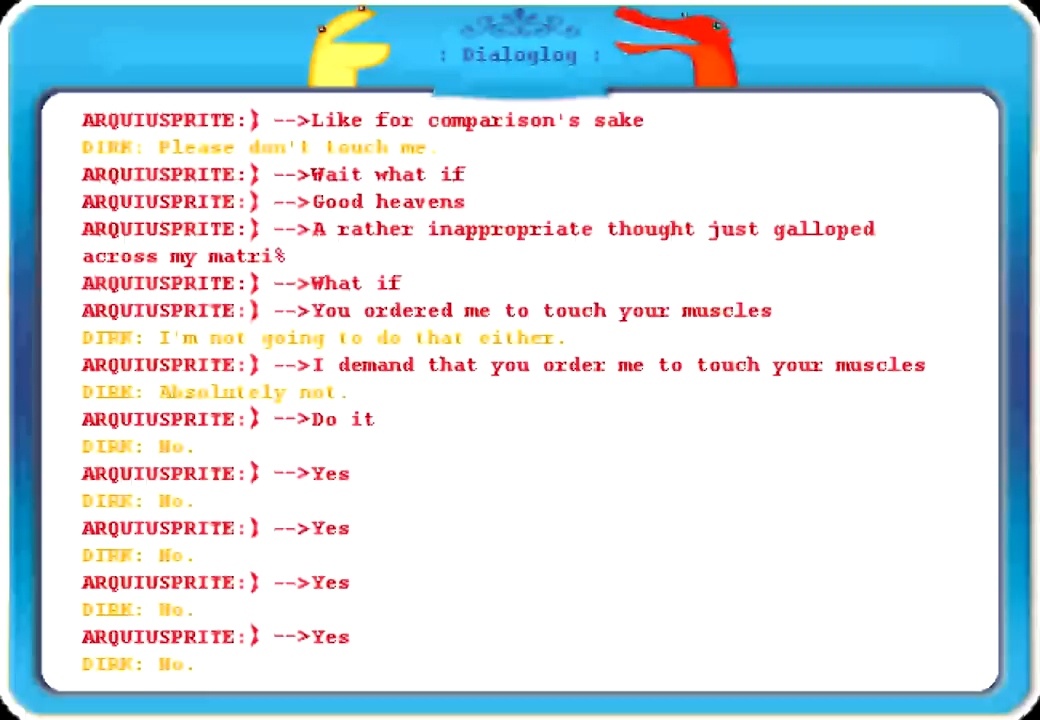 : Dialoglog :
ARQUIUSPRITE:} -->Like for comparison's sake
DIRK: Please don't touch me.
ARQUIUSPRITE:} -->Wait what if
ARQUIUSPRITE:} -->Good heavens
ARQUIUSPRITE:} -->A rather inappropriate thought just galloped
across my matri%
ARQUIUSPRITE:} -->What if
ARQUIUSPRITE:} -->You ordered me to touch your muscles
DIRK: I'm not going to do that either.
ARQUIUSPRITE:} -->I demand that you order me to touch your muscles
DIRK: Absolutely not.
ARQUIUSPRITE:} -->Do it
DIRK: No.
ARQUIUSPRITE:} -->Yes
DIRK: No.
ARQUIUSPRITE:} -->Yes
DIRK: No.
ARQUIUSPRITE:} -->Yes
DIRK: No.
ARQUIUSPRITE:} -->Yes
DIRK: No.